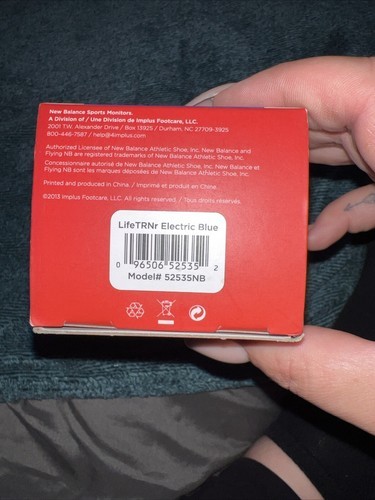 New Balance Sports Monitors.
A Division of / Une Division de Implus Footcare, LLC.
2001 T.W. Alexander Drive / Box 13925 / Durham, NC 27709-3925
800-446-7587 / help@4implus.com
Authorized Licensee of New Balance Athletic Shoe, Inc. New Balance and
Flying NB are registered trademarks of New Balance Athletic Shoe, Inc.
Concessionnaire autorisé de New Balance Athletic Shoe, Inc. New Balance et
Flying NB sont les marques déposées de New Balance Athletic Shoe, Inc.
Printed and produced in China. / Imprimé et produit en Chine.
©2013 Implus Footcare, LLC. All rights reserved. / Tous droits réservés.
LifeTRNr Electric Blue
0 96506 52535 2
Model# 52535NB